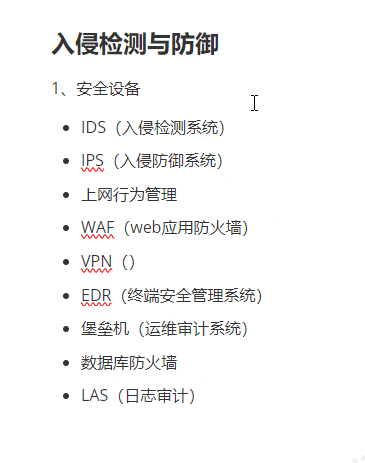 入侵检测与防御
1、安全设备
IDS（入侵检测系统）
IPS（入侵防御系统）
上网行为管理
WAF（web应用防火墙）
VPN（）
EDR（终端安全管理系统）
堡垒机（运维审计系统）
数据库防火墙
LAS（日志审计）